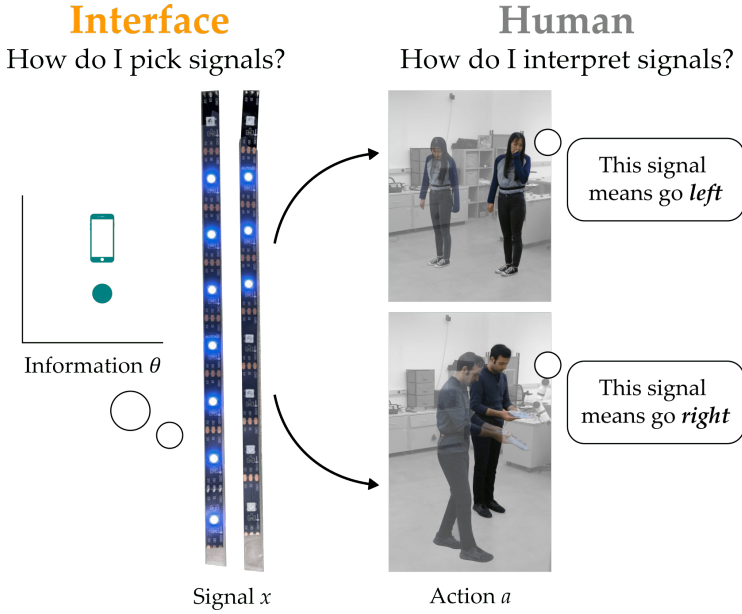 Interface
How do I pick signals?
Human
How do I interpret signals?
This signal
means go left
Information θ
This signal
means go right
Signal x
Action a